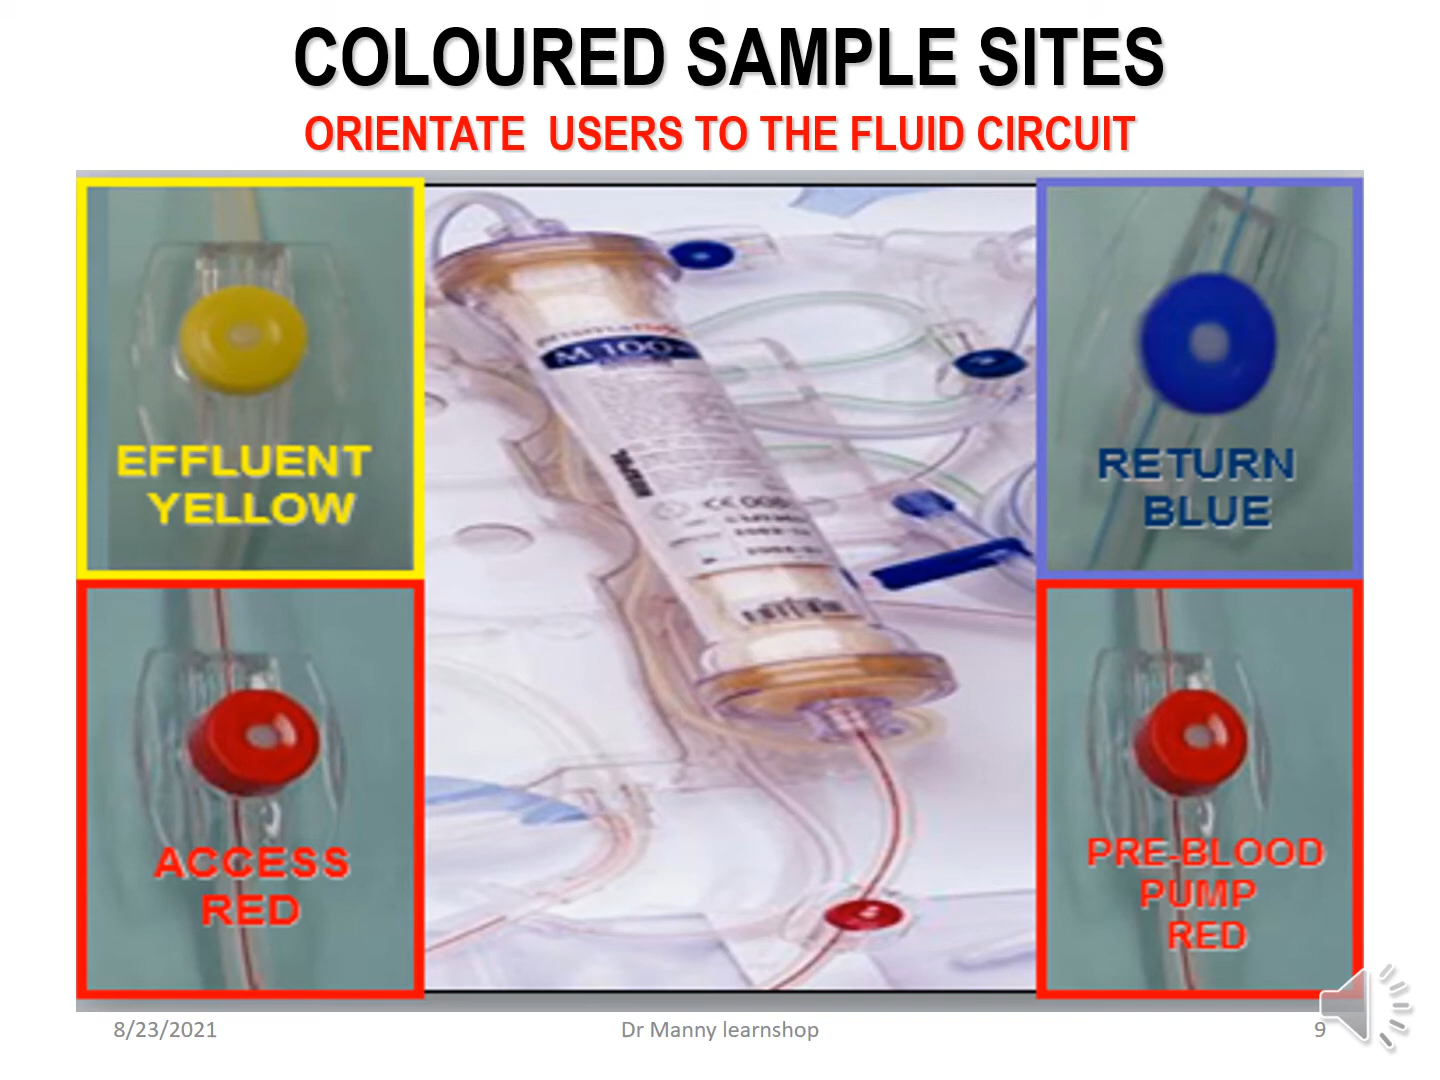 COLOURED SAMPLE SITES
ORIENTATE USERS TO THE FLUID CIRCUIT
EFFLUENT
YELLOW
RETURN
BLUE
M 100
ACCESS
RED
PRE-BLOOD
PUMP
RED
8/23/2021
Dr Manny learnshop
9